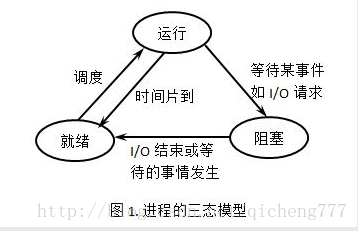 运行
调度
等待某事件
如 I/O 请求
时间片到
就绪
阻塞
I/O 结束或等
待的事情发生
图 1. 进程的三态模型